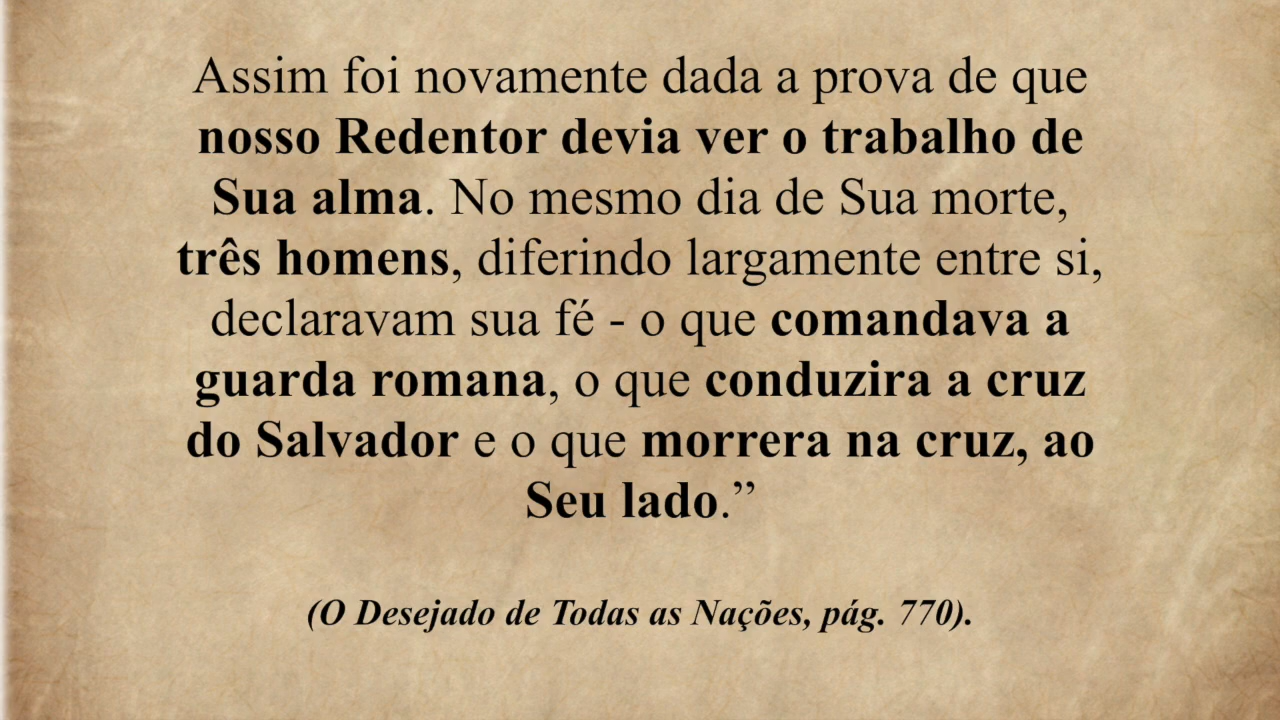 Assim foi novamente dada a prova de que
nosso Redentor devia ver o trabalho de
Sua alma. No mesmo dia de Sua morte,
três homens, diferindo largamente entre si,
declaravam sua fé - o que comandava a
guarda romana, o que conduzira a cruz
do Salvador e o que morrera na cruz, ao
Seu lado.”
(O Desejado de Todas as Nações, pág. 770).